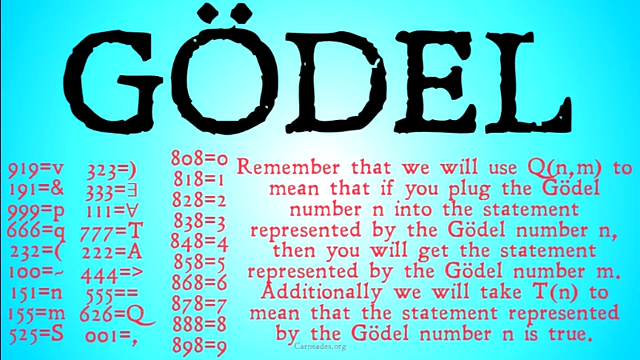 GÖDEL
919=v
191=&
999=p
666=q
232=(
100=~
151=n
155=m
525=S
323=)
333=∃
111=∀
777=T
222=A
444=>
555==
626=Q
001=,
808=0
818=1
828=2
838=3
848=4
858=5
868=6
878=7
888=8
898=9
Remember that we will use Q(n,m) to
mean that if you plug the Gödel
number n into the statement
represented by the Gödel number n,
then you will get the statement
represented by the Gödel number m.
Additionally we will take T(n) to
mean that the statement represented
by the Gödel number n is true.
Carneades.org